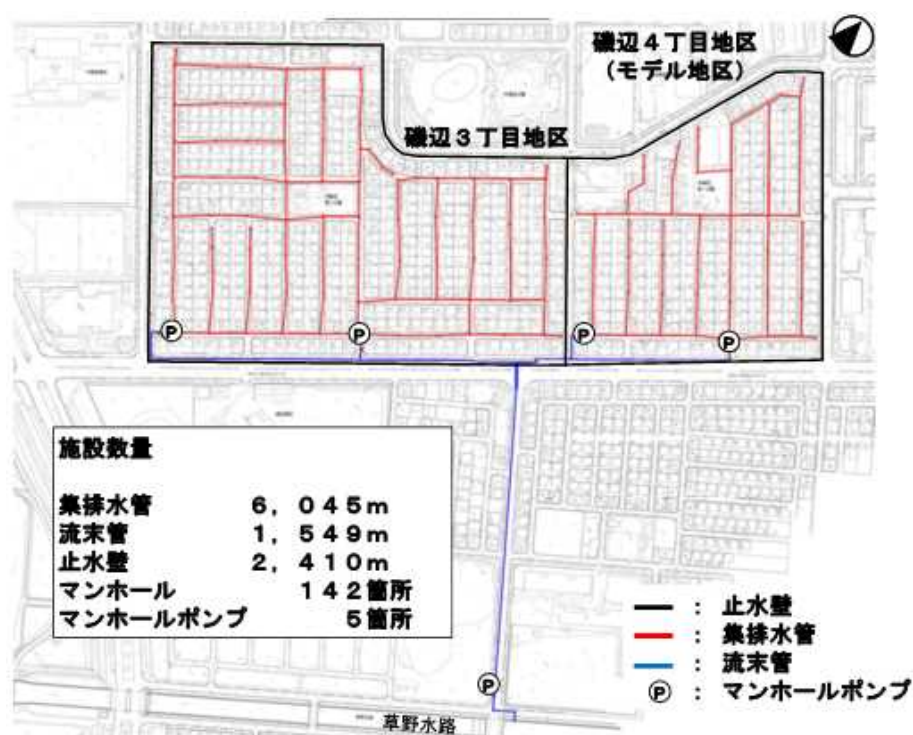 磯辺４丁目地区
（モデル地区）
磯辺３丁目地区
Ⓟ
Ⓟ
Ⓟ
Ⓟ
施設数量
集排水管 ６，０４５ｍ
流末管 １，５４９ｍ
止水壁 ２，４１０ｍ
マンホール １４２箇所
マンホールポンプ ５箇所
： 止水壁
： 集排水管
： 流末管
Ⓟ ： マンホールポンプ
Ⓟ
草野水路